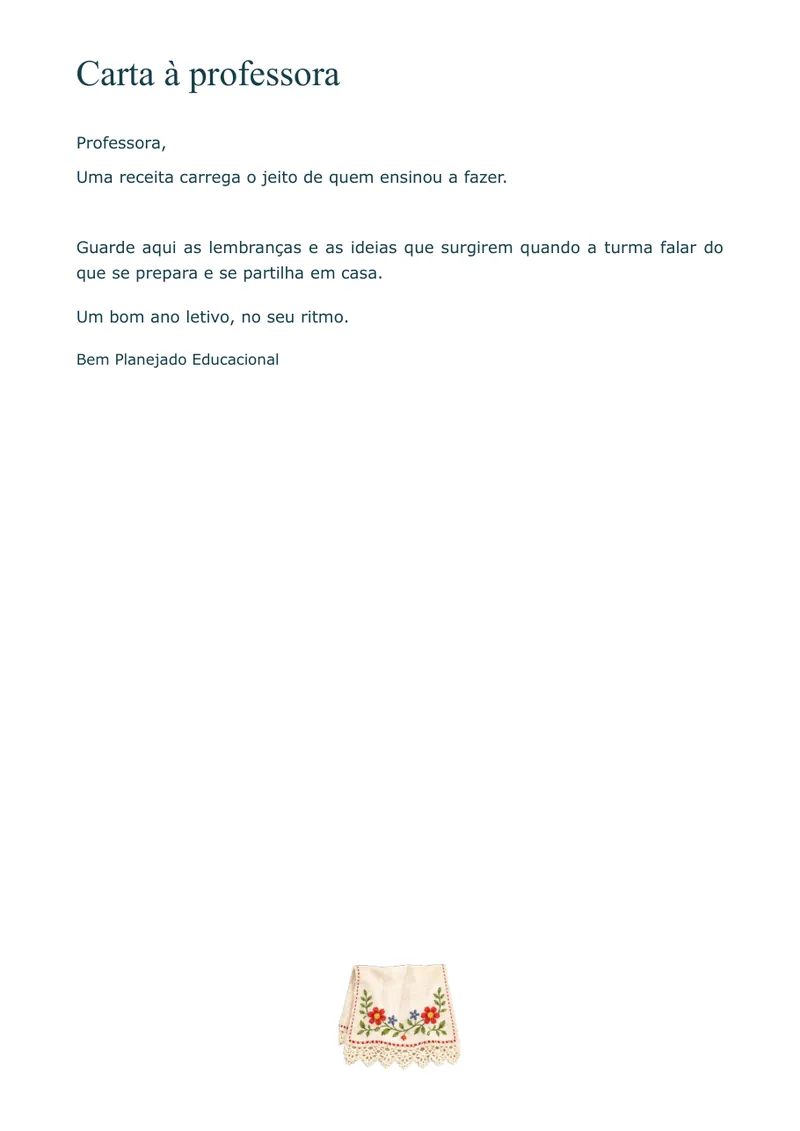 Carta à professora
Professora,
Uma receita carrega o jeito de quem ensinou a fazer.
Guarde aqui as lembranças e as ideias que surgirem quando a turma falar do
que se prepara e se partilha em casa.
Um bom ano letivo, no seu ritmo.
Bem Planejado Educacional